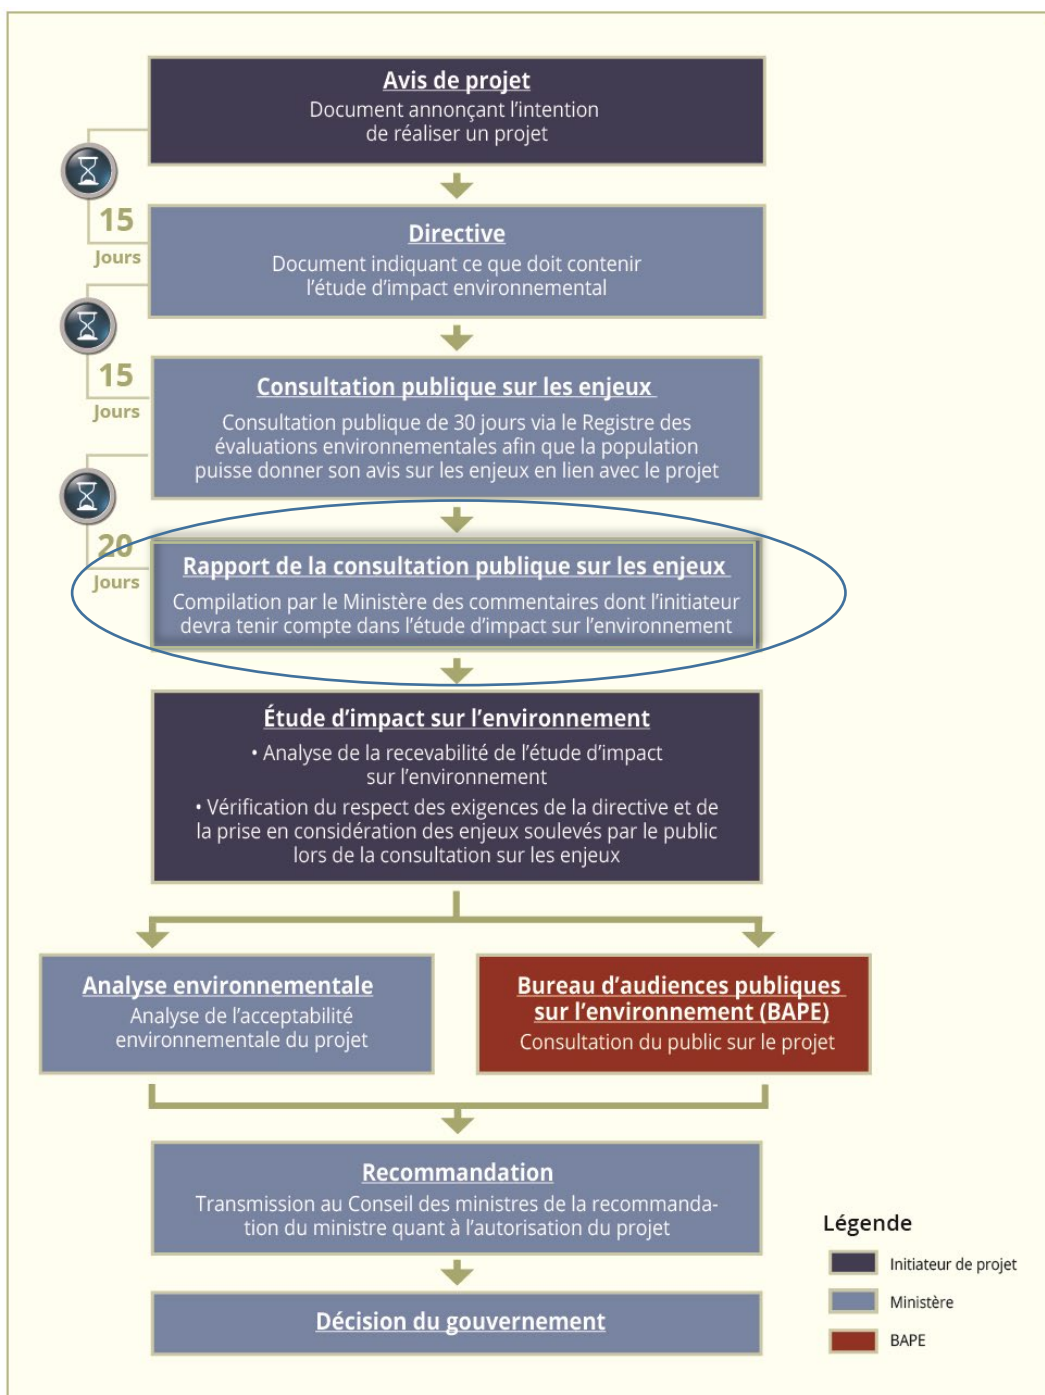 Avis de projet
Document annonçant l'intention
de réaliser un projet
15
Jours
Directive
Document indiquant ce que doit contenir
l'étude d'impact environnemental
15
Jours
Consultation publique sur les enjeux
Consultation publique de 30 jours via le Registre des
évaluations environnementales afin que la population
puisse donner son avis sur les enjeux en lien avec le projet
20
Jours
Rapport de la consultation publique sur les enjeux
Compilation par le Ministère des commentaires dont l'initiateur
devra tenir compte dans l'étude d'impact sur l'environnement
Étude d'impact sur l'environnement
• Analyse de la recevabilité de l'étude d'impact
sur l'environnement
• Vérification du respect des exigences de la directive et de
la prise en considération des enjeux soulevés par le public
lors de la consultation sur les enjeux
Analyse environnementale
Analyse de l'acceptabilité
environnementale du projet
Bureau d'audiences publiques
sur l'environnement (BAPE)
Consultation du public sur le projet
Recommandation
Transmission au Conseil des ministres de la recommanda-
tion du ministre quant à l'autorisation du projet
Décision du gouvernement
Légende
Initiateur de projet
Ministère
BAPE